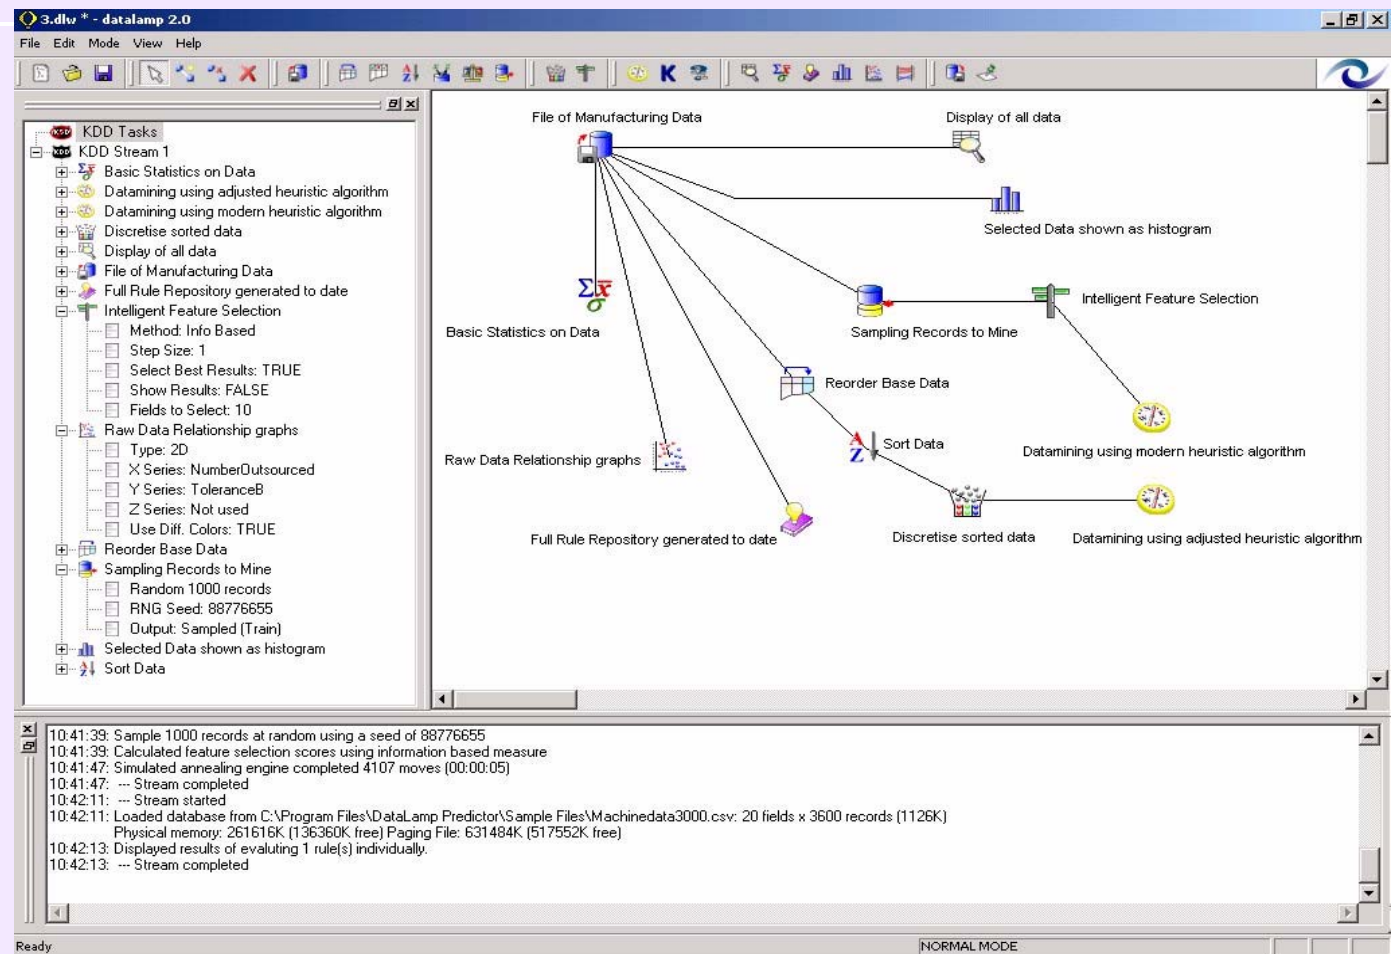 3.dlw * - datalamp 2.0
File Edit Mode View Help
KDD Tasks
KDD Stream 1
Basic Statistics on Data
Datamining using adjusted heuristic algorithm
Datamining using modern heuristic algorithm
Discretise sorted data
Display of all data
File of Manufacturing Data
Full Rule Repository generated to date
Intelligent Feature Selection
Method: Info Based
Step Size: 1
Select Best Results: TRUE
Show Results: FALSE
Fields to Select: 10
Raw Data Relationship graphs
Type: 2D
X Series: NumberOutsourced
Y Series: ToleranceB
Z Series: Not used
Use Diff. Colors: TRUE
Reorder Base Data
Sampling Records to Mine
Random 1000 records
RNG Seed: 88776655
Output: Sampled (Train)
Selected Data shown as histogram
Sort Data
File of Manufacturing Data
Display of all data
Selected Data shown as histogram
Basic Statistics on Data
Sampling Records to Mine
Intelligent Feature Selection
Reorder Base Data
Sort Data
Datamining using modern heuristic algorithm
Raw Data Relationship graphs
Full Rule Repository generated to date
Discretise sorted data
Datamining using adjusted heuristic algorithm
10:41:39: Sample 1000 records at random using a seed of 88776655
10:41:39: Calculated feature selection scores using information based measure
10:41:47: Simulated annealing engine completed 4107 moves (00:00:05)
10:41:47: --- Stream completed
10:42:11: --- Stream started
10:42:11: Loaded database from C:\Program Files\DataLamp Predictor\Sample Files\Machinedata3000.csv: 20 fields x 3600 records (1126K)
Physical memory: 261616K (136360K free) Paging File: 631484K (517552K free)
10:42:13: Displayed results of evaluting 1 rule(s) individually.
10:42:13: --- Stream completed
Ready
NORMAL MODE